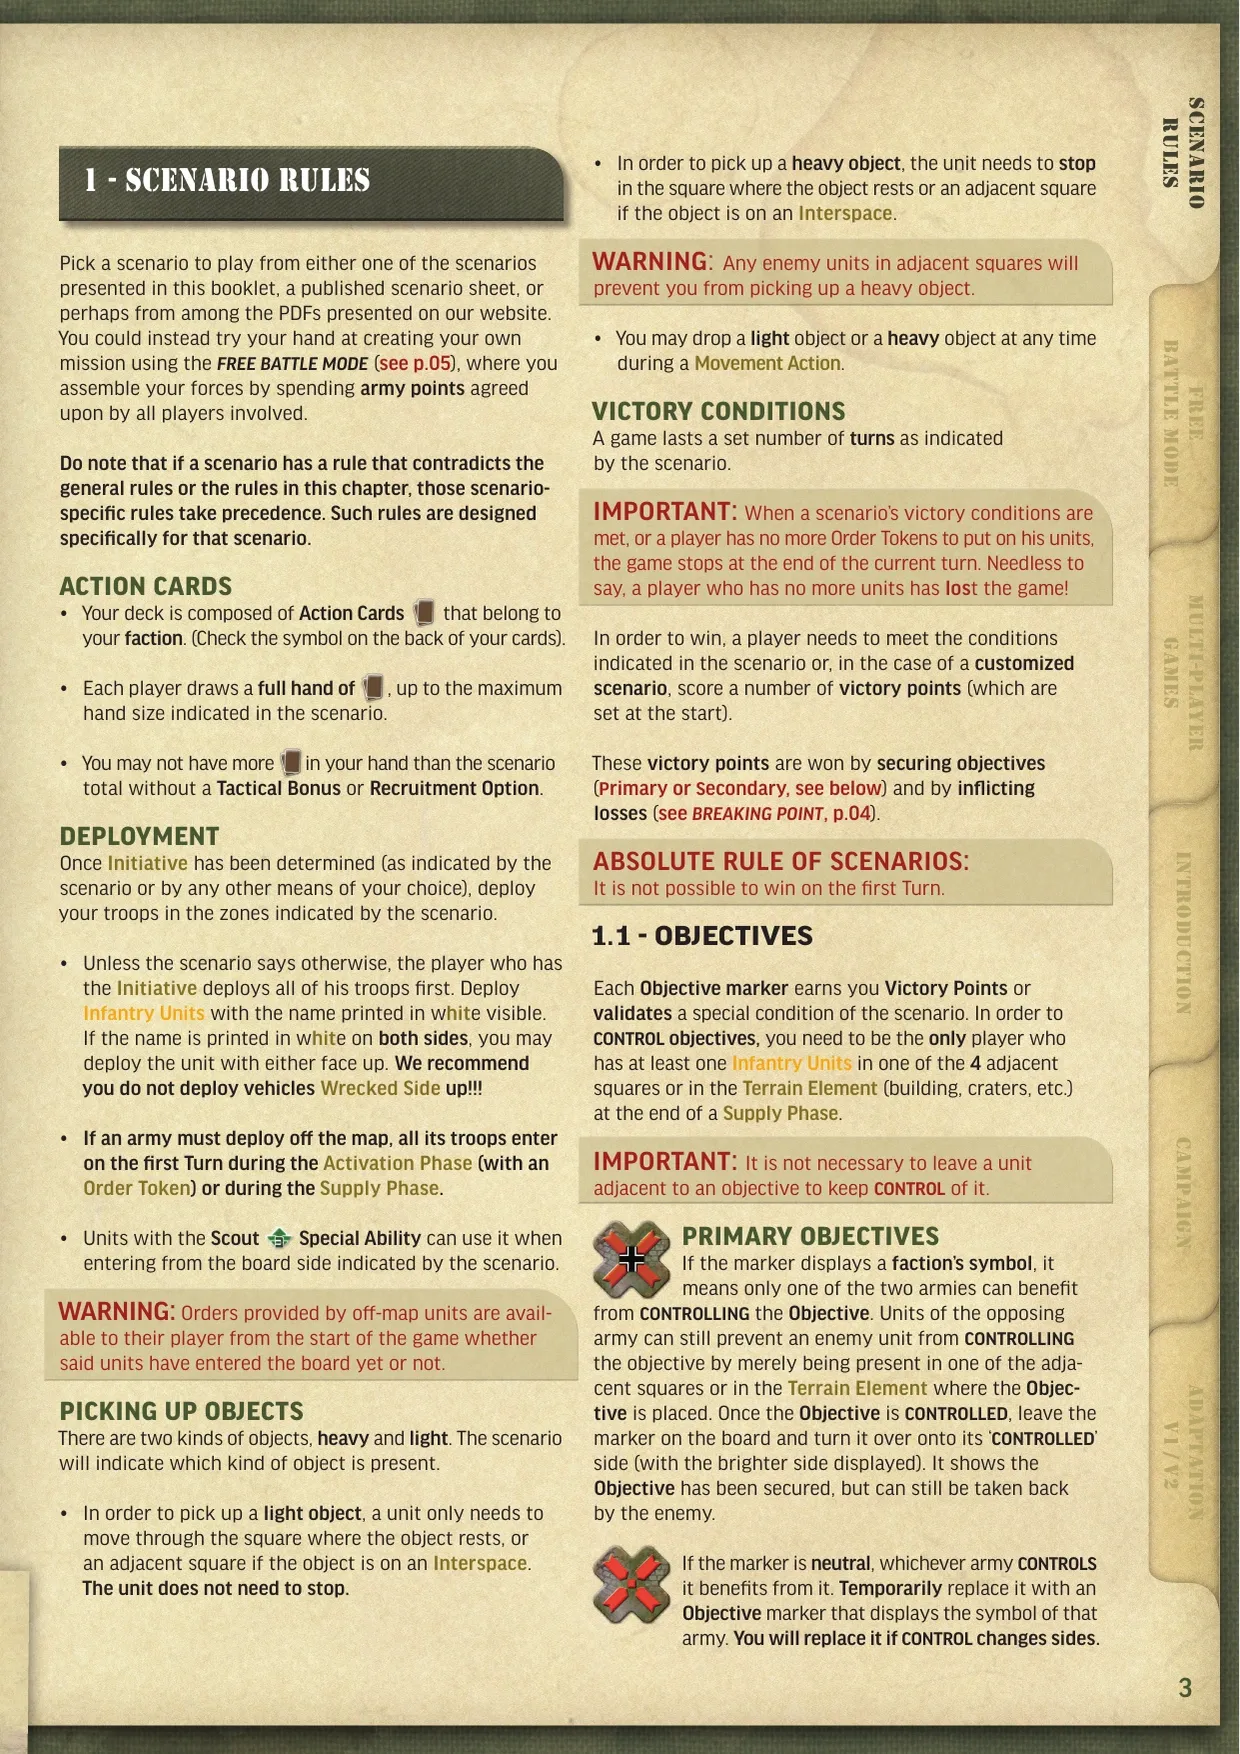 1 - SCENARIO RULES
Pick a scenario to play from either one of the scenarios
presented in this booklet, a published scenario sheet, or
perhaps from among the PDFs presented on our website.
You could instead try your hand at creating your own
mission using the FREE BATTLE MODE (see p.05), where you
assemble your forces by spending army points agreed
upon by all players involved.
Do note that if a scenario has a rule that contradicts the
general rules or the rules in this chapter, those scenario-
specific rules take precedence. Such rules are designed
specifically for that scenario.
ACTION CARDS
• Your deck is composed of Action Cards that belong to
your faction. (Check the symbol on the back of your cards).
• Each player draws a full hand of , up to the maximum
hand size indicated in the scenario.
• You may not have more in your hand than the scenario
total without a Tactical Bonus or Recruitment Option.
DEPLOYMENT
Once Initiative has been determined (as indicated by the
scenario or by any other means of your choice), deploy
your troops in the zones indicated by the scenario.
• Unless the scenario says otherwise, the player who has
the Initiative deploys all of his troops first. Deploy
Infantry Units with the name printed in white visible.
If the name is printed in white on both sides, you may
deploy the unit with either face up. We recommend
you do not deploy vehicles Wrecked Side up!!!
• If an army must deploy off the map, all its troops enter
on the first Turn during the Activation Phase (with an
Order Token) or during the Supply Phase.
• Units with the Scout Special Ability can use it when
entering from the board side indicated by the scenario.
WARNING: Orders provided by off-map units are avail-
able to their player from the start of the game whether
said units have entered the board yet or not.
PICKING UP OBJECTS
There are two kinds of objects, heavy and light. The scenario
will indicate which kind of object is present.
• In order to pick up a light object, a unit only needs to
move through the square where the object rests, or
an adjacent square if the object is on an Interspace.
The unit does not need to stop.
• In order to pick up a heavy object, the unit needs to stop
in the square where the object rests or an adjacent square
if the object is on an Interspace.
WARNING: Any enemy units in adjacent squares will
prevent you from picking up a heavy object.
• You may drop a light object or a heavy object at any time
during a Movement Action.
VICTORY CONDITIONS
A game lasts a set number of turns as indicated
by the scenario.
IMPORTANT: When a scenario's victory conditions are
met, or a player has no more Order Tokens to put on his units,
the game stops at the end of the current turn. Needless to
say, a player who has no more units has lost the game!
In order to win, a player needs to meet the conditions
indicated in the scenario or, in the case of a customized
scenario, score a number of victory points (which are
set at the start).
These victory points are won by securing objectives
(Primary or Secondary, see below) and by inflicting
losses (see BREAKING POINT, p.04).
ABSOLUTE RULE OF SCENARIOS:
It is not possible to win on the first Turn.
1.1 - OBJECTIVES
Each Objective marker earns you Victory Points or
validates a special condition of the scenario. In order to
CONTROL objectives, you need to be the only player who
has at least one Infantry Units in one of the 4 adjacent
squares or in the Terrain Element (building, craters, etc.)
at the end of a Supply Phase.
IMPORTANT: It is not necessary to leave a unit
adjacent to an objective to keep CONTROL of it.
PRIMARY OBJECTIVES
If the marker displays a faction's symbol, it
means only one of the two armies can benefit
from CONTROLLING the Objective. Units of the opposing
army can still prevent an enemy unit from CONTROLLING
the objective by merely being present in one of the adja-
cent squares or in the Terrain Element where the Objec-
tive is placed. Once the Objective is CONTROLLED, leave the
marker on the board and turn it over onto its 'CONTROLLED'
side (with the brighter side displayed). It shows the
Objective has been secured, but can still be taken back
by the enemy.
If the marker is neutral, whichever army CONTROLS
it benefits from it. Temporarily replace it with an
Objective marker that displays the symbol of that
army. You will replace it if CONTROL changes sides.
SCENARIO
RULES
FREE
BATTLE MODE
MULTI-PLAYER
GAMES
INTRODUCTION
CAMPAIGN
ADAPTATION
V1/V2
3